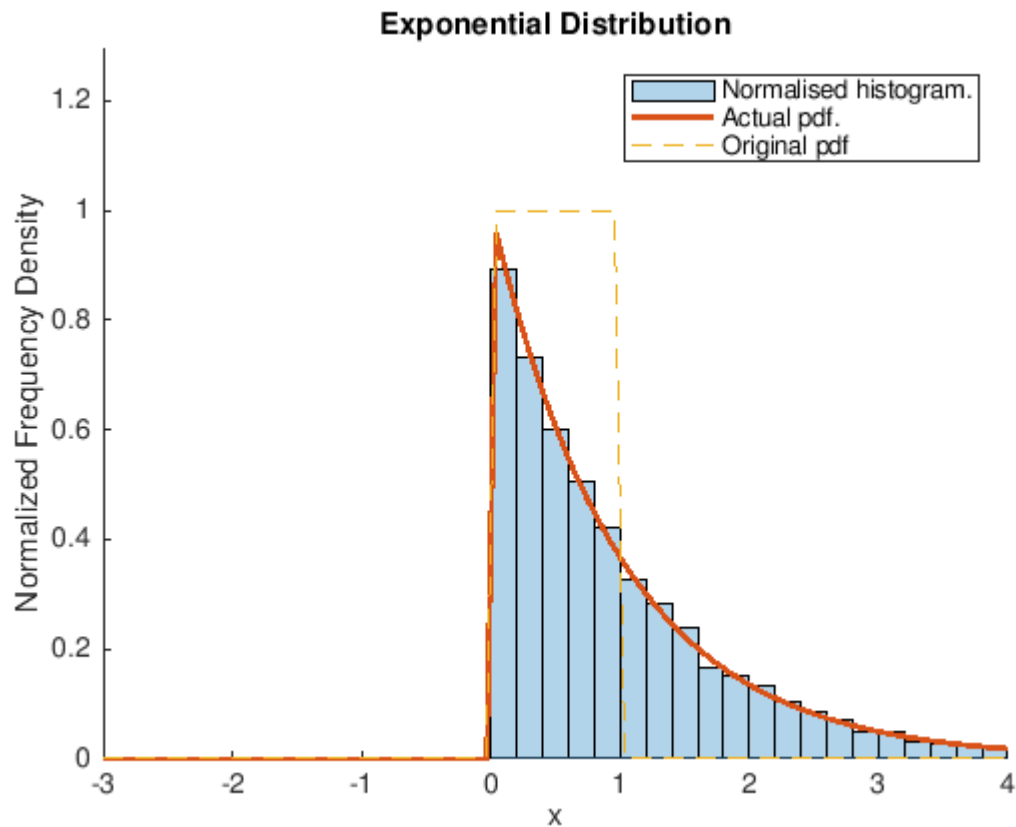 Exponential Distribution
Normalised histogram.
Actual pdf.
Original pdf
Normalized Frequency Density
1.2
1
0.8
0.6
0.4
0.2
0
-3 -2 -1 0 1 2 3 4
x